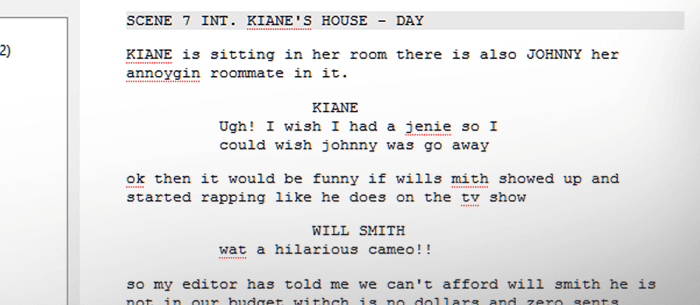 2)
SCENE 7 INT. KIANE'S HOUSE - DAY
KIANE is sitting in her room there is also JOHNNY her
annoygin roommate in it.
KIANE
Ugh! I wish I had a jenie so I
could wish johnny was go away
ok then it would be funny if wills mith showed up and
started rapping like he does on the tv show
WILL SMITH
wat a hilarious cameo!!
so my editor has told me we can't afford will smith he is
not in our budget withch is no dollars and zero sents